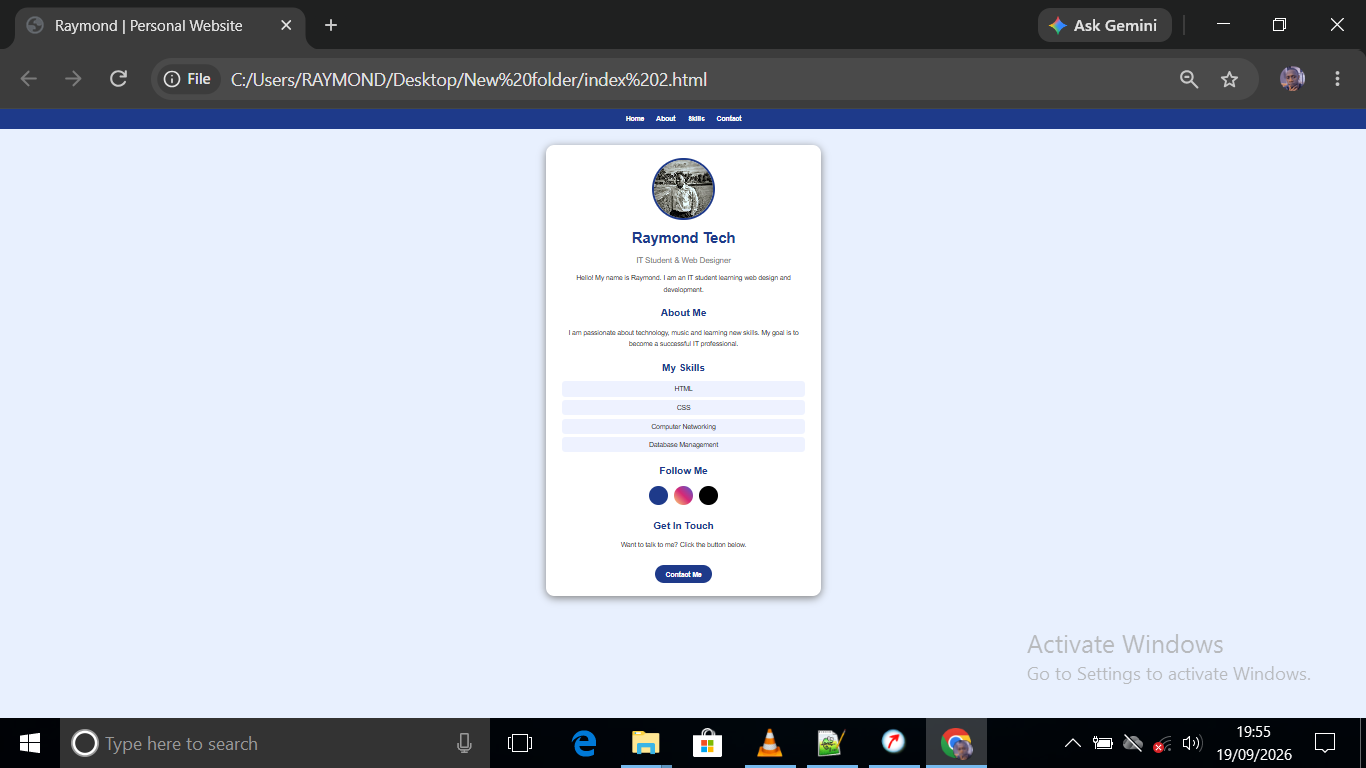 Raymond | Personal Website
Ask Gemini
File
C:/Users/RAYMOND/Desktop/New%20folder/index%202.html
Home About Skills Contact
Raymond Tech
IT Student & Web Designer
Hello! My name is Raymond. I am an IT student learning web design and
development.
About Me
I am passionate about technology, music and learning new skills. My goal is to
become a successful IT professional.
My Skills
HTML
CSS
Computer Networking
Database Management
Follow Me
Get In Touch
Want to talk to me? Click the button below.
Contact Me
Activate Windows
Go to Settings to activate Windows.
Type here to search
19:55
19/09/2026